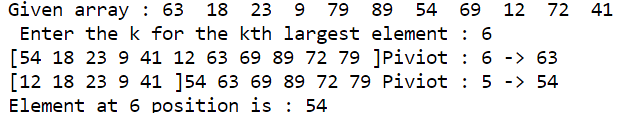 Given array : 63 18 23 9 79 89 54 69 12 72 41
Enter the k for the kth largest element : 6
[54 18 23 9 41 12 63 69 89 72 79 ]Piviot : 6 -> 63
[12 18 23 9 41 ]54 63 69 89 72 79 Piviot : 5 -> 54
Element at 6 position is : 54